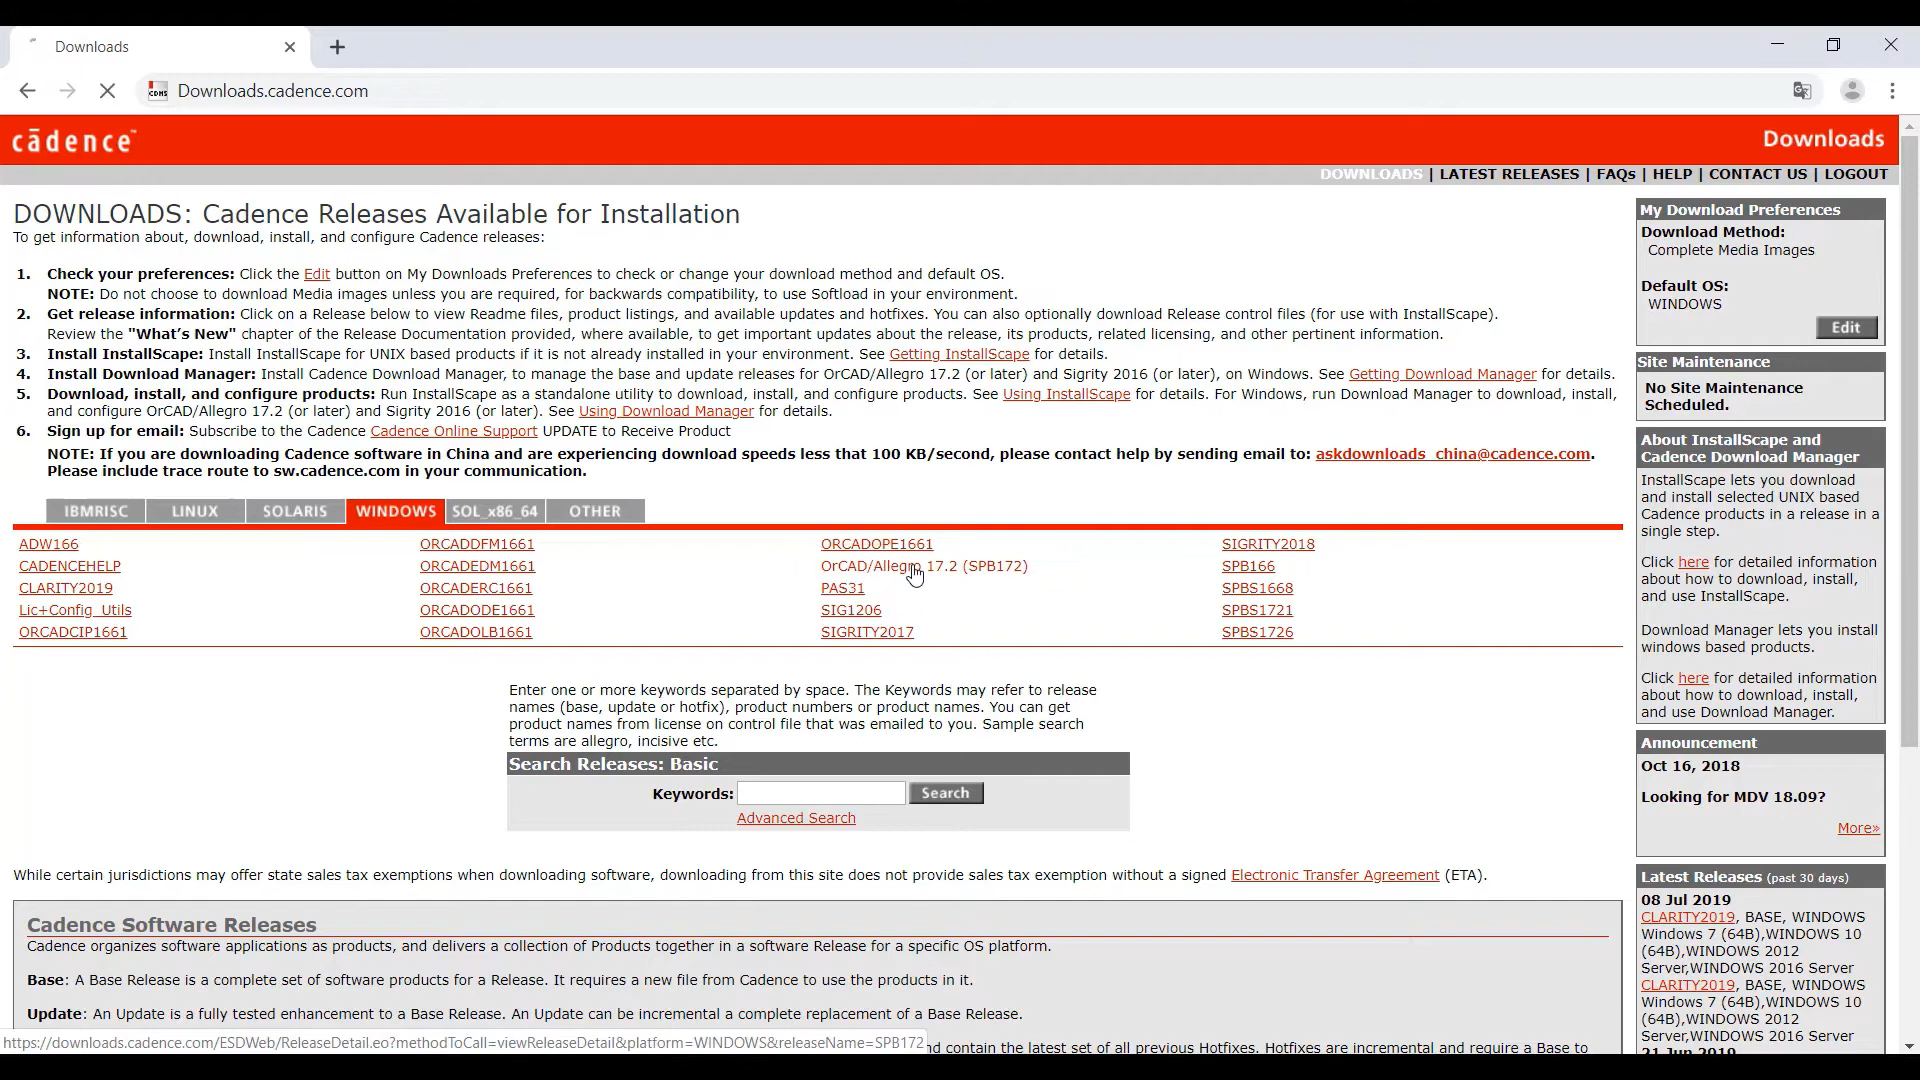 Downloads
Downloads.cadence.com
cādence™
Downloads
DOWNLOADS | LATEST RELEASES | FAQs | HELP | CONTACT US | LOGOUT
DOWNLOADS: Cadence Releases Available for Installation
To get information about, download, install, and configure Cadence releases:
1. Check your preferences: Click the Edit button on My Downloads Preferences to check or change your download method and default OS.
NOTE: Do not choose to download Media images unless you are required, for backwards compatibility, to use Softload in your environment.
2. Get release information: Click on a Release below to view Readme files, product listings, and available updates and hotfixes. You can also optionally download Release control files (for use with InstallScape).
Review the "What's New" chapter of the Release Documentation provided, where available, to get important updates about the release, its products, related licensing, and other pertinent information.
3. Install InstallScape: Install InstallScape for UNIX based products if it is not already installed in your environment. See Getting InstallScape for details.
4. Install Download Manager: Install Cadence Download Manager, to manage the base and update releases for OrCAD/Allegro 17.2 (or later) and Sigrity 2016 (or later), on Windows. See Getting Download Manager for details.
5. Download, install, and configure products: Run InstallScape as a standalone utility to download, install, and configure products. See Using InstallScape for details. For Windows, run Download Manager to download, install,
and configure OrCAD/Allegro 17.2 (or later) and Sigrity 2016 (or later). See Using Download Manager for details.
6. Sign up for email: Subscribe to the Cadence Cadence Online Support UPDATE to Receive Product
NOTE: If you are downloading Cadence software in China and are experiencing download speeds less that 100 KB/second, please contact help by sending email to: askdownloads_china@cadence.com.
Please include trace route to sw.cadence.com in your communication.
IBMRISC LINUX SOLARIS WINDOWS SOL_x86_64 OTHER
ADW166 ORCADDFM1661 ORCADOPE1661 SIGRITY2018
CADENCEHELP ORCADEDM1661 OrCAD/Allegro 17.2 (SPB172) SPB166
CLARITY2019 ORCADERC1661 PAS31 SPBS1668
Lic+Config_Utils ORCADODE1661 SIG1206 SPBS1721
ORCADCIP1661 ORCADOLB1661 SIGRITY2017 SPBS1726
Enter one or more keywords separated by space. The Keywords may refer to release
names (base, update or hotfix), product numbers or product names. You can get
product names from license on control file that was emailed to you. Sample search
terms are allegro, incisive etc.
Search Releases: Basic
Keywords: Search
Advanced Search
While certain jurisdictions may offer state sales tax exemptions when downloading software, downloading from this site does not provide sales tax exemption without a signed Electronic Transfer Agreement (ETA).
Cadence Software Releases
Cadence organizes software applications as products, and delivers a collection of Products together in a software Release for a specific OS platform.
Base: A Base Release is a complete set of software products for a Release. It requires a new file from Cadence to use the products in it.
Update: An Update is a fully tested enhancement to a Base Release. An Update can be incremental a complete replacement of a Base Release.
d contain the latest set of all previous Hotfixes. Hotfixes are incremental and require a Base to
https://downloads.cadence.com/ESDWeb/ReleaseDetail.eo?methodToCall=viewReleaseDetail&platform=WINDOWS&releaseName=SPB172
My Download Preferences
Download Method:
Complete Media Images
Default OS:
WINDOWS
Edit
Site Maintenance
No Site Maintenance
Scheduled.
About InstallScape and
Cadence Download Manager
InstallScape lets you download
and install selected UNIX based
Cadence products in a release in a
single step.
Click here for detailed information
about how to download, install,
and use InstallScape.
Download Manager lets you install
windows based products.
Click here for detailed information
about how to download, install,
and use Download Manager.
Announcement
Oct 16, 2018
Looking for MDV 18.09?
More»
Latest Releases (past 30 days)
08 Jul 2019
CLARITY2019, BASE, WINDOWS
Windows 7 (64B),WINDOWS 10
(64B),WINDOWS 2012
Server,WINDOWS 2016 Server
CLARITY2019, BASE, WINDOWS
Windows 7 (64B),WINDOWS 10
(64B),WINDOWS 2012
Server,WINDOWS 2016 Server
21 Jun 2019